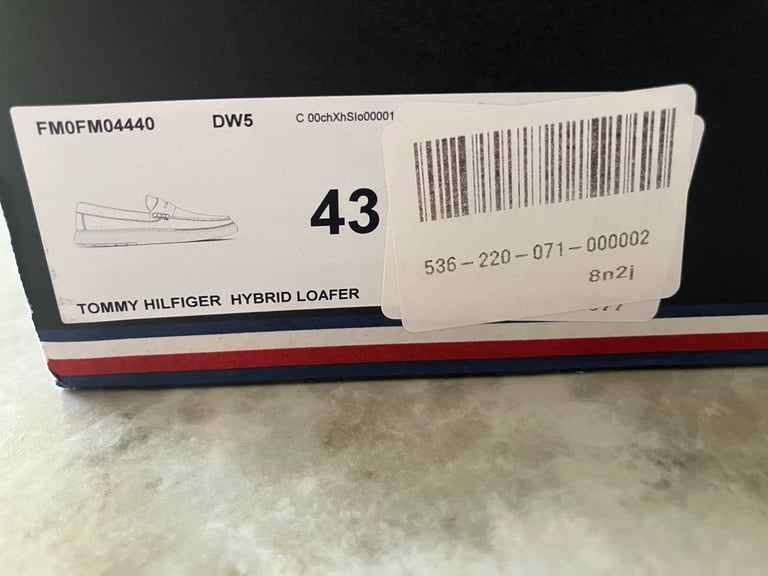 FM0FM04440 DW5 C 00chXhSlo00001
43
TOMMY HILFIGER HYBRID LOAFER
536-220-071-000002
8n2j